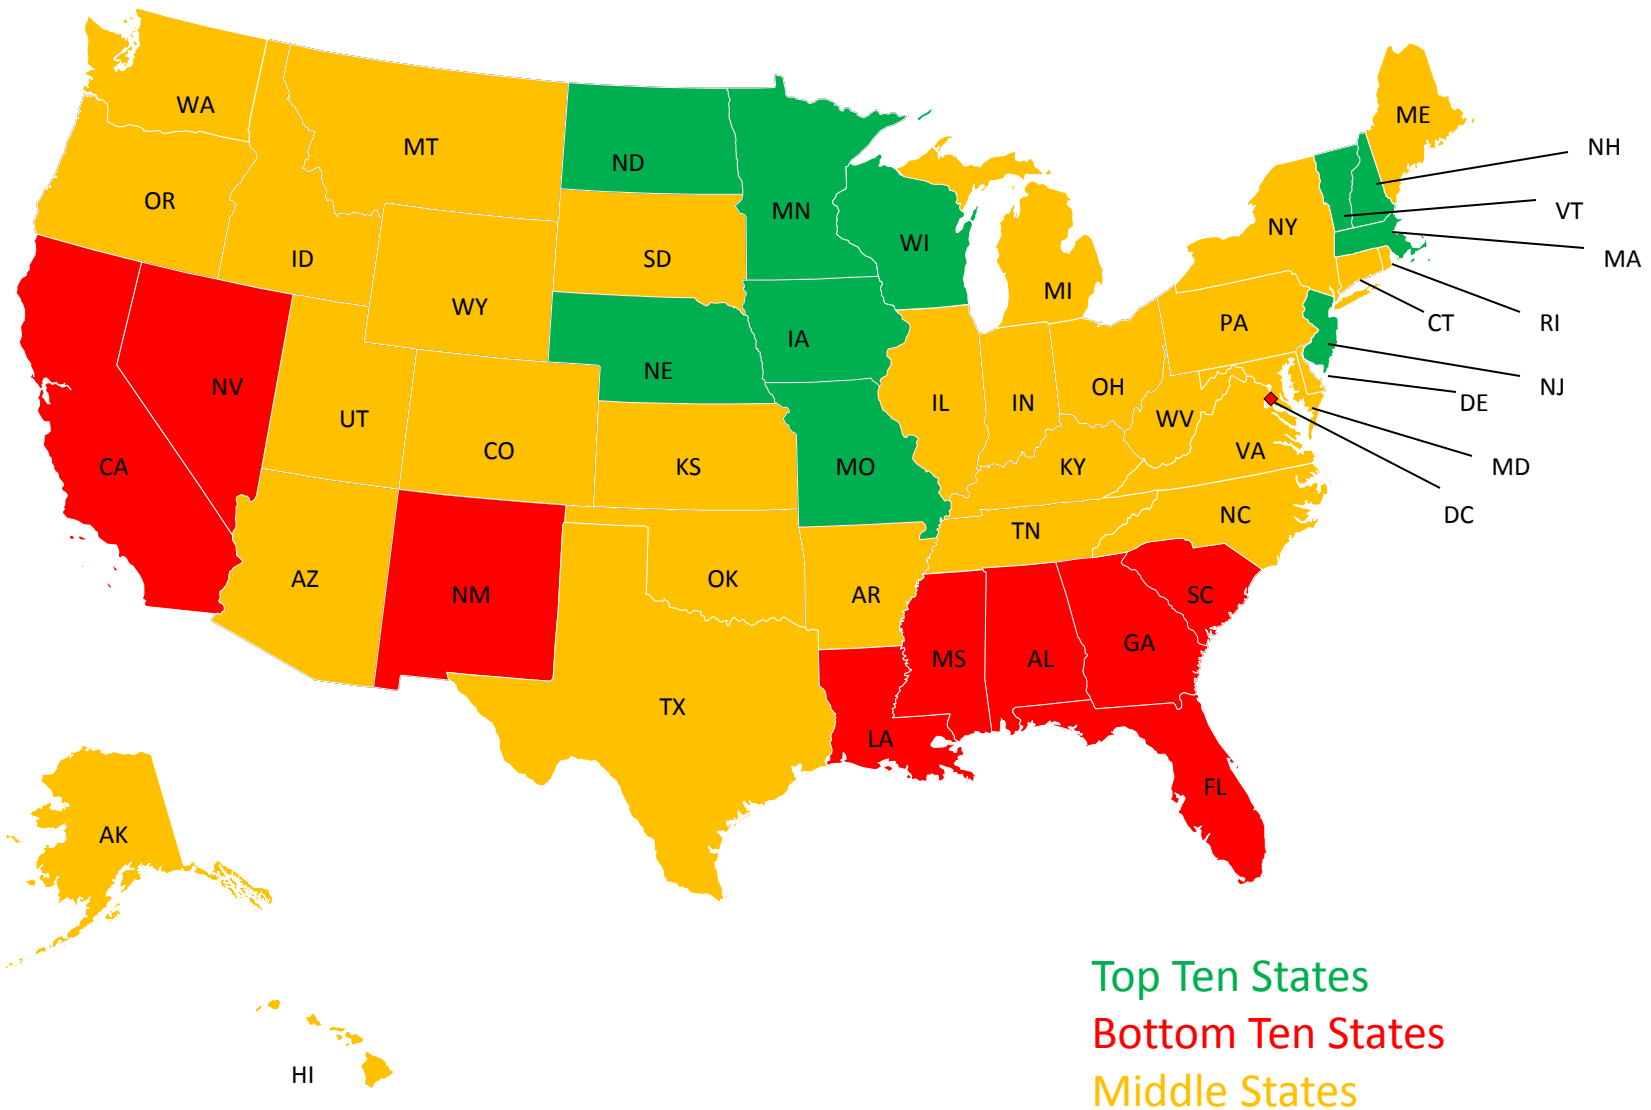 WA
MT
ME
ND
NH
OR
MN
VT
NY
WI
ID
SD
MA
MI
WY
PA
CT
RI
IA
NE
NV
OH
NJ
IL
IN
DE
UT
WV
CO
VA
CA
KS
MO
KY
MD
NC
DC
TN
AZ
OK
NM
AR
SC
GA
MS
AL
TX
LA
FL
AK
Top Ten States
Bottom Ten States
HI
Middle States